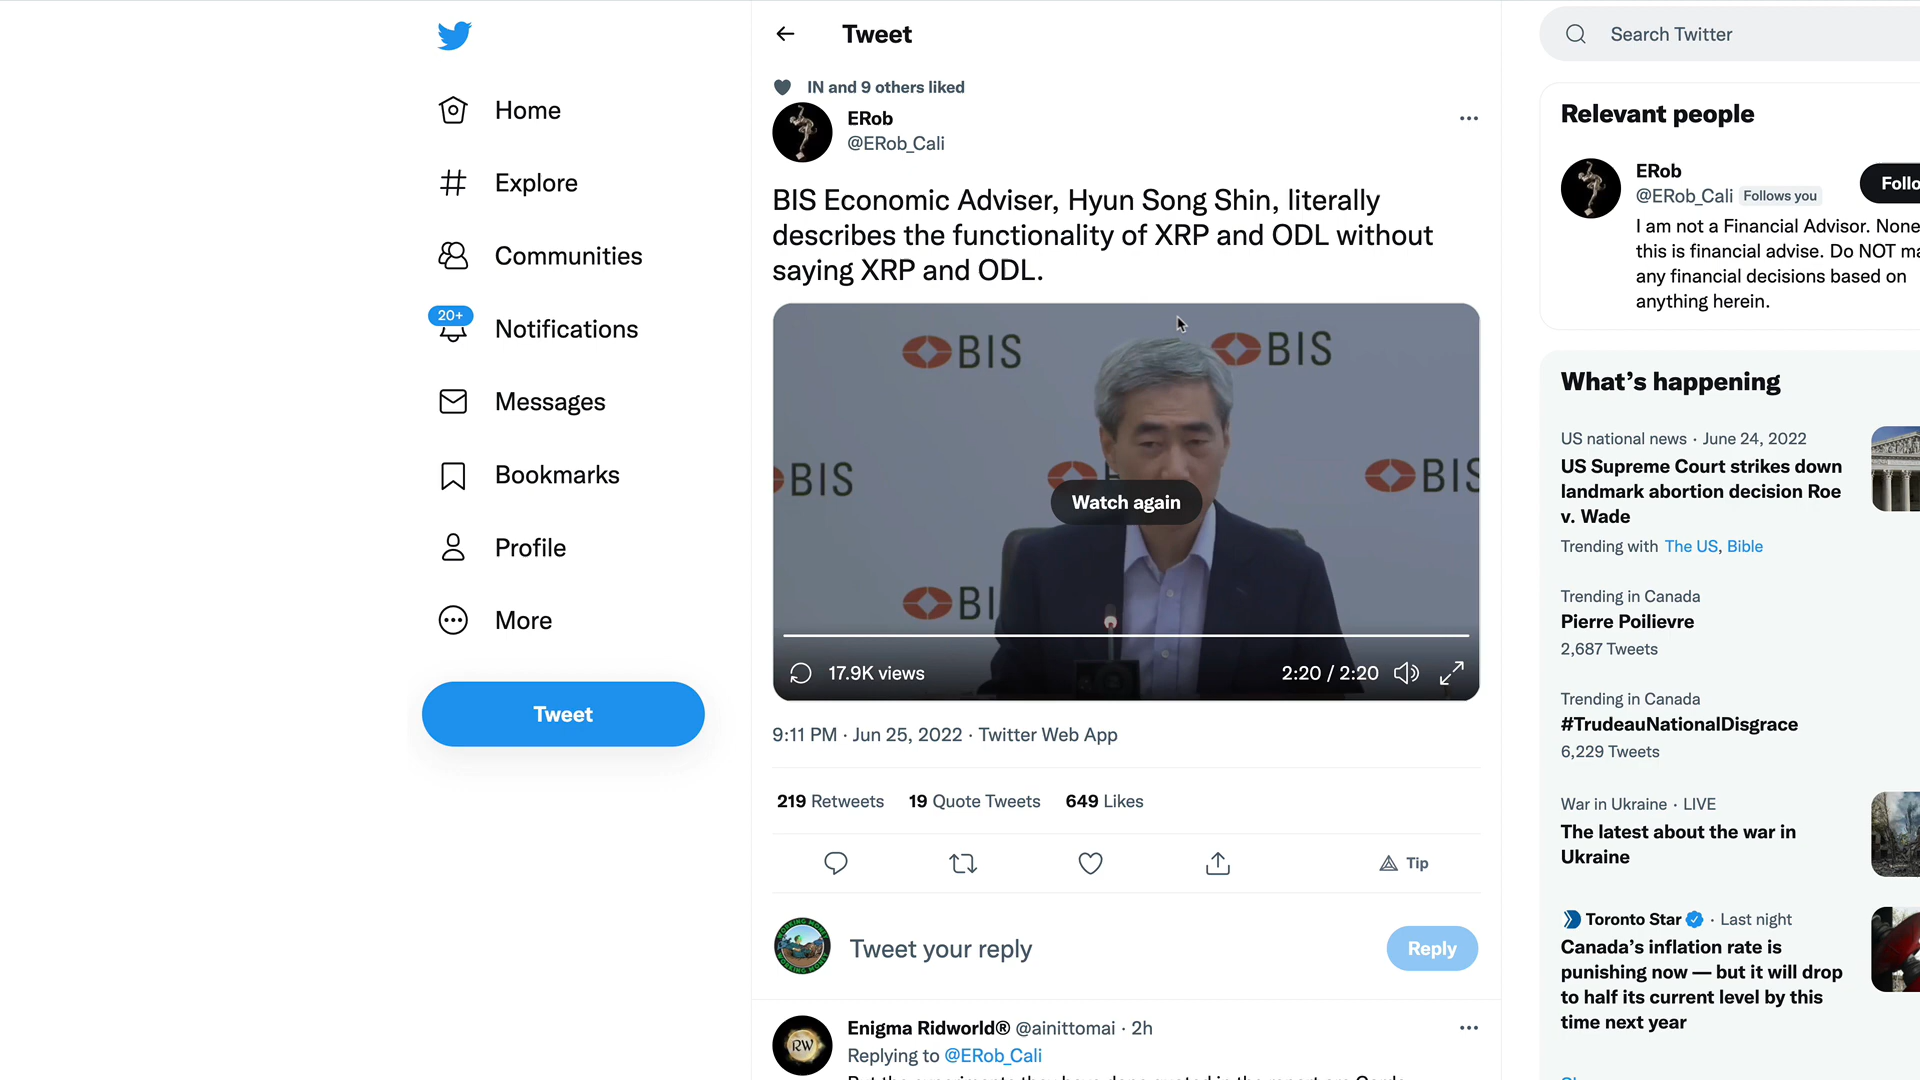 Tweet
Search Twitter
IN and 9 others liked
ERob
@ERob_Cali
Home
Explore
Communities
20+
Notifications
Messages
Bookmarks
Profile
More
Tweet
BIS Economic Adviser, Hyun Song Shin, literally
describes the functionality of XRP and ODL without
saying XRP and ODL.
BIS
BIS
BIS
BIS
Watch again
17.9K views
2:20 / 2:20
9:11 PM · Jun 25, 2022 · Twitter Web App
219 Retweets 19 Quote Tweets 649 Likes
Tip
Tweet your reply
Reply
Enigma Ridworld® @ainittomai · 2h
RW
Replying to @ERob_Cali
Relevant people
ERob
@ERob_Cali Follows you
Follo
I am not a Financial Advisor. None
this is financial advise. Do NOT ma
any financial decisions based on
anything herein.
What’s happening
US national news · June 24, 2022
US Supreme Court strikes down
landmark abortion decision Roe
v. Wade
Trending with The US, Bible
Trending in Canada
Pierre Poilievre
2,687 Tweets
Trending in Canada
#TrudeauNationalDisgrace
6,229 Tweets
War in Ukraine · LIVE
The latest about the war in
Ukraine
Toronto Star · Last night
Canada’s inflation rate is
punishing now — but it will drop
to half its current level by this
time next year